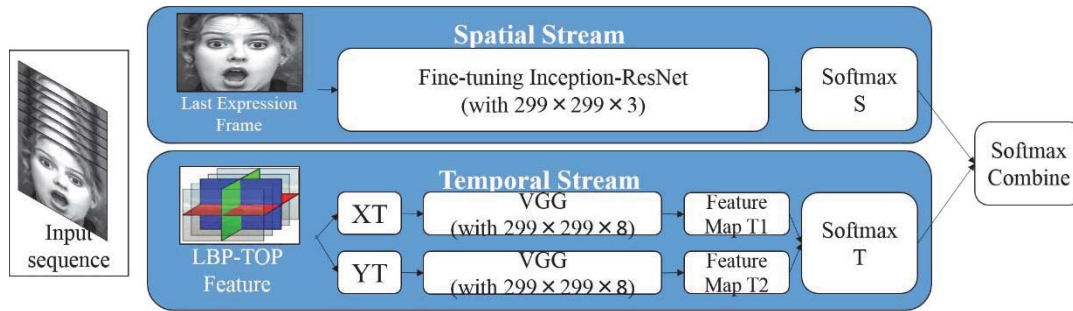 Input
sequence
Spatial Stream
Last Expression
Frame
Fine-tuning Inception-ResNet
(with 299×299×3)
Softmax
S
Temporal Stream
LBP-TOP
Feature
XT
VGG
(with 299×299×8)
Feature
Map T1
YT
VGG
(with 299×299×8)
Feature
Map T2
Softmax
T
Softmax
Combine